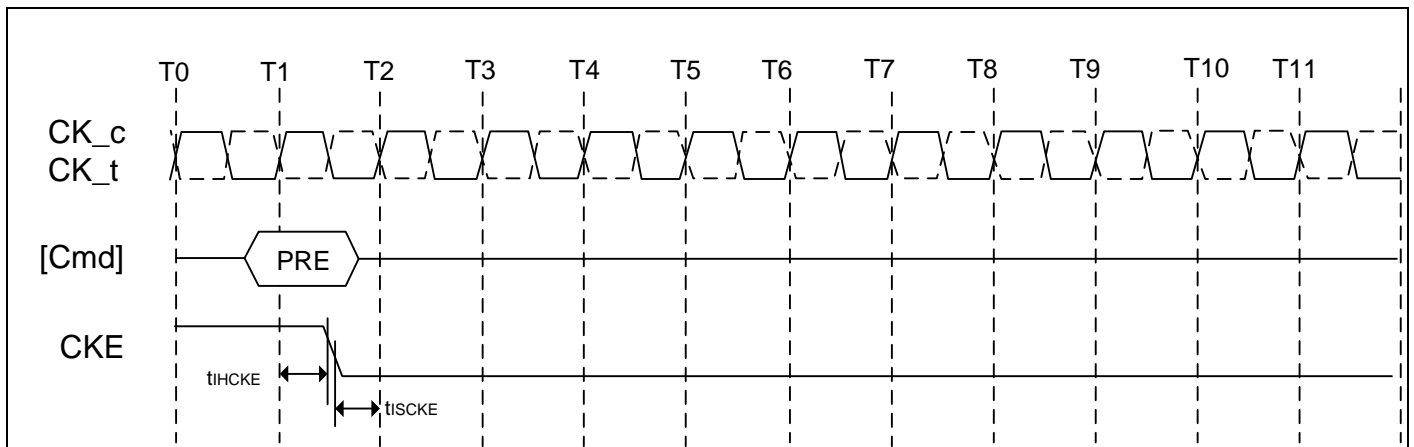 T0 T1 T2 T3 T4 T5 T6 T7 T8 T9 T10 T11
CK_c
CK_t
[Cmd] PRE
CKE
tIHCKE
tISCKE